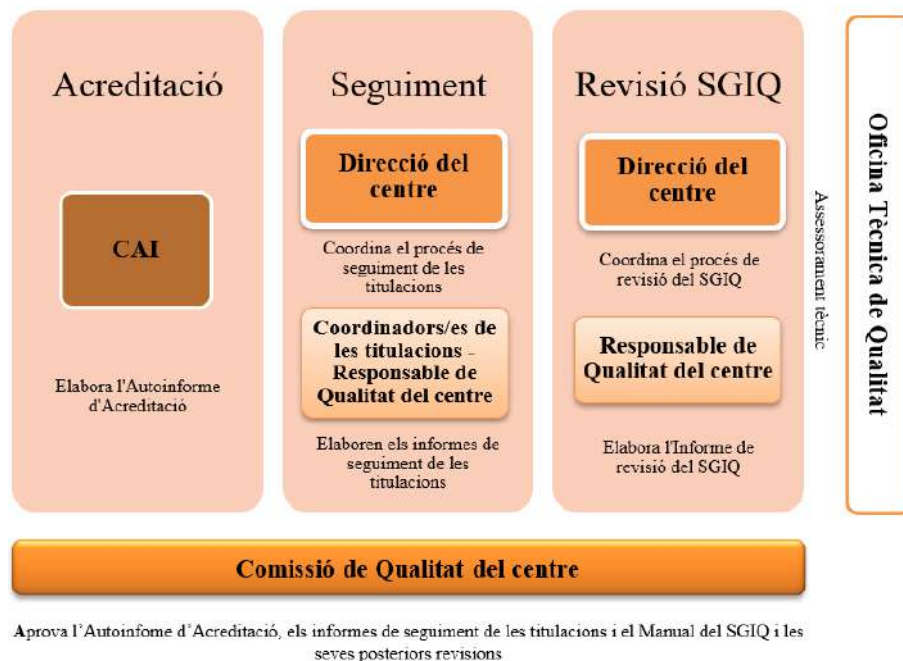 Acreditació
CAI
Elabora l'Autoinforme
d'Acreditació
Seguiment
Direcció del
centre
Coordina el procés de
seguiment de les
titulacions
Coordinadors/es de
les titulacions -
Responsable de
Qualitat del centre
Elaboren els informes de
seguiment de les
titulacions
Revisió SGIQ
Direcció del
centre
Coordina el procés de
revisió del SGIQ
Responsable de
Qualitat del centre
Elabora l'Informe de
revisió del SGIQ
Assessorament tècnic
Oficina Tècnica de Qualitat
Comissió de Qualitat del centre
Aprova l'Autoinfome d'Acreditació, els informes de seguiment de les titulacions i el Manual del SGIQ i les
seves posteriors revisions